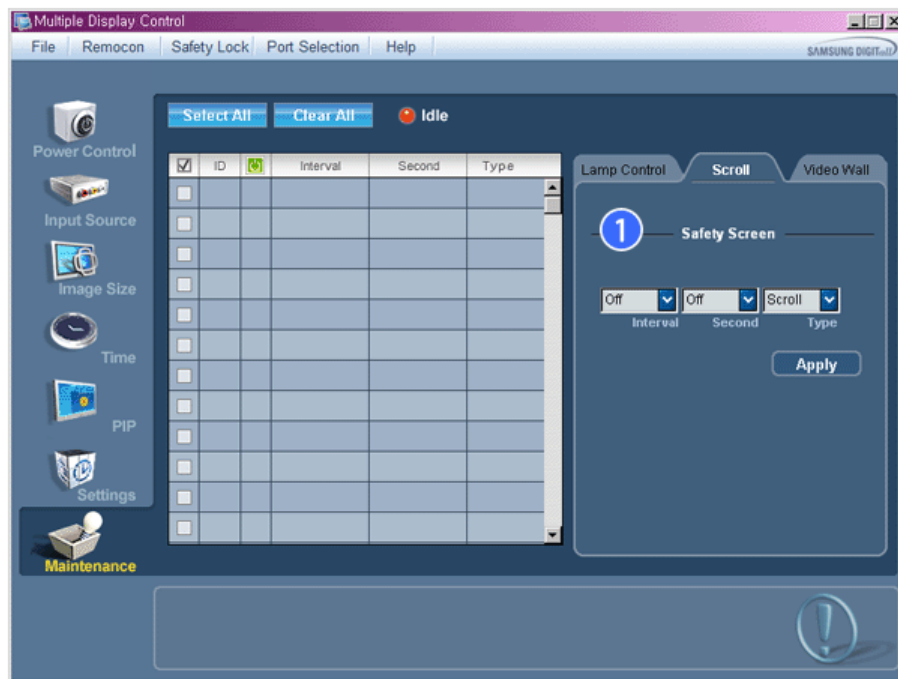 Multiple Display Control
File Remocon Safety Lock Port Selection Help
SAMSUNG DIGITall
Select All Clear All Idle
Power Control
Input Source
Image Size
Time
PIP
Settings
Maintenance
ID Interval Second Type
Lamp Control Scroll Video Wall
1 Safety Screen
Off Off Scroll
Interval Second Type
Apply